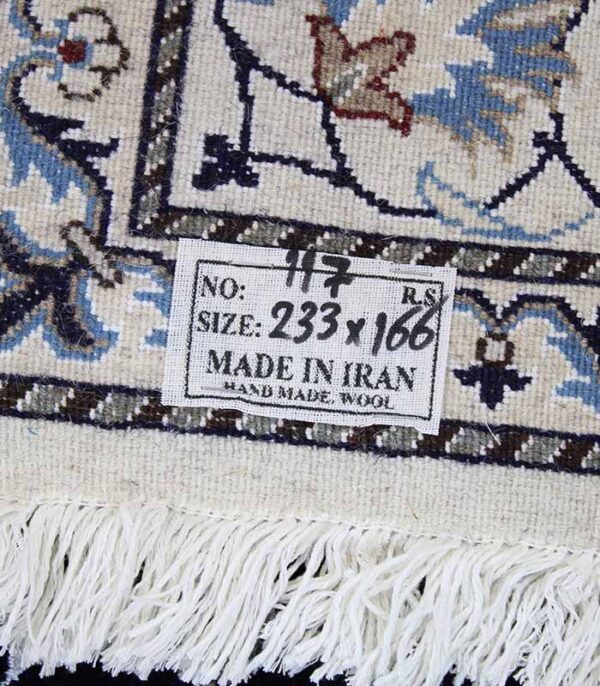 NO: 117 R.S
SIZE: 233 x 166
MADE IN IRAN
HAND MADE. WOOL